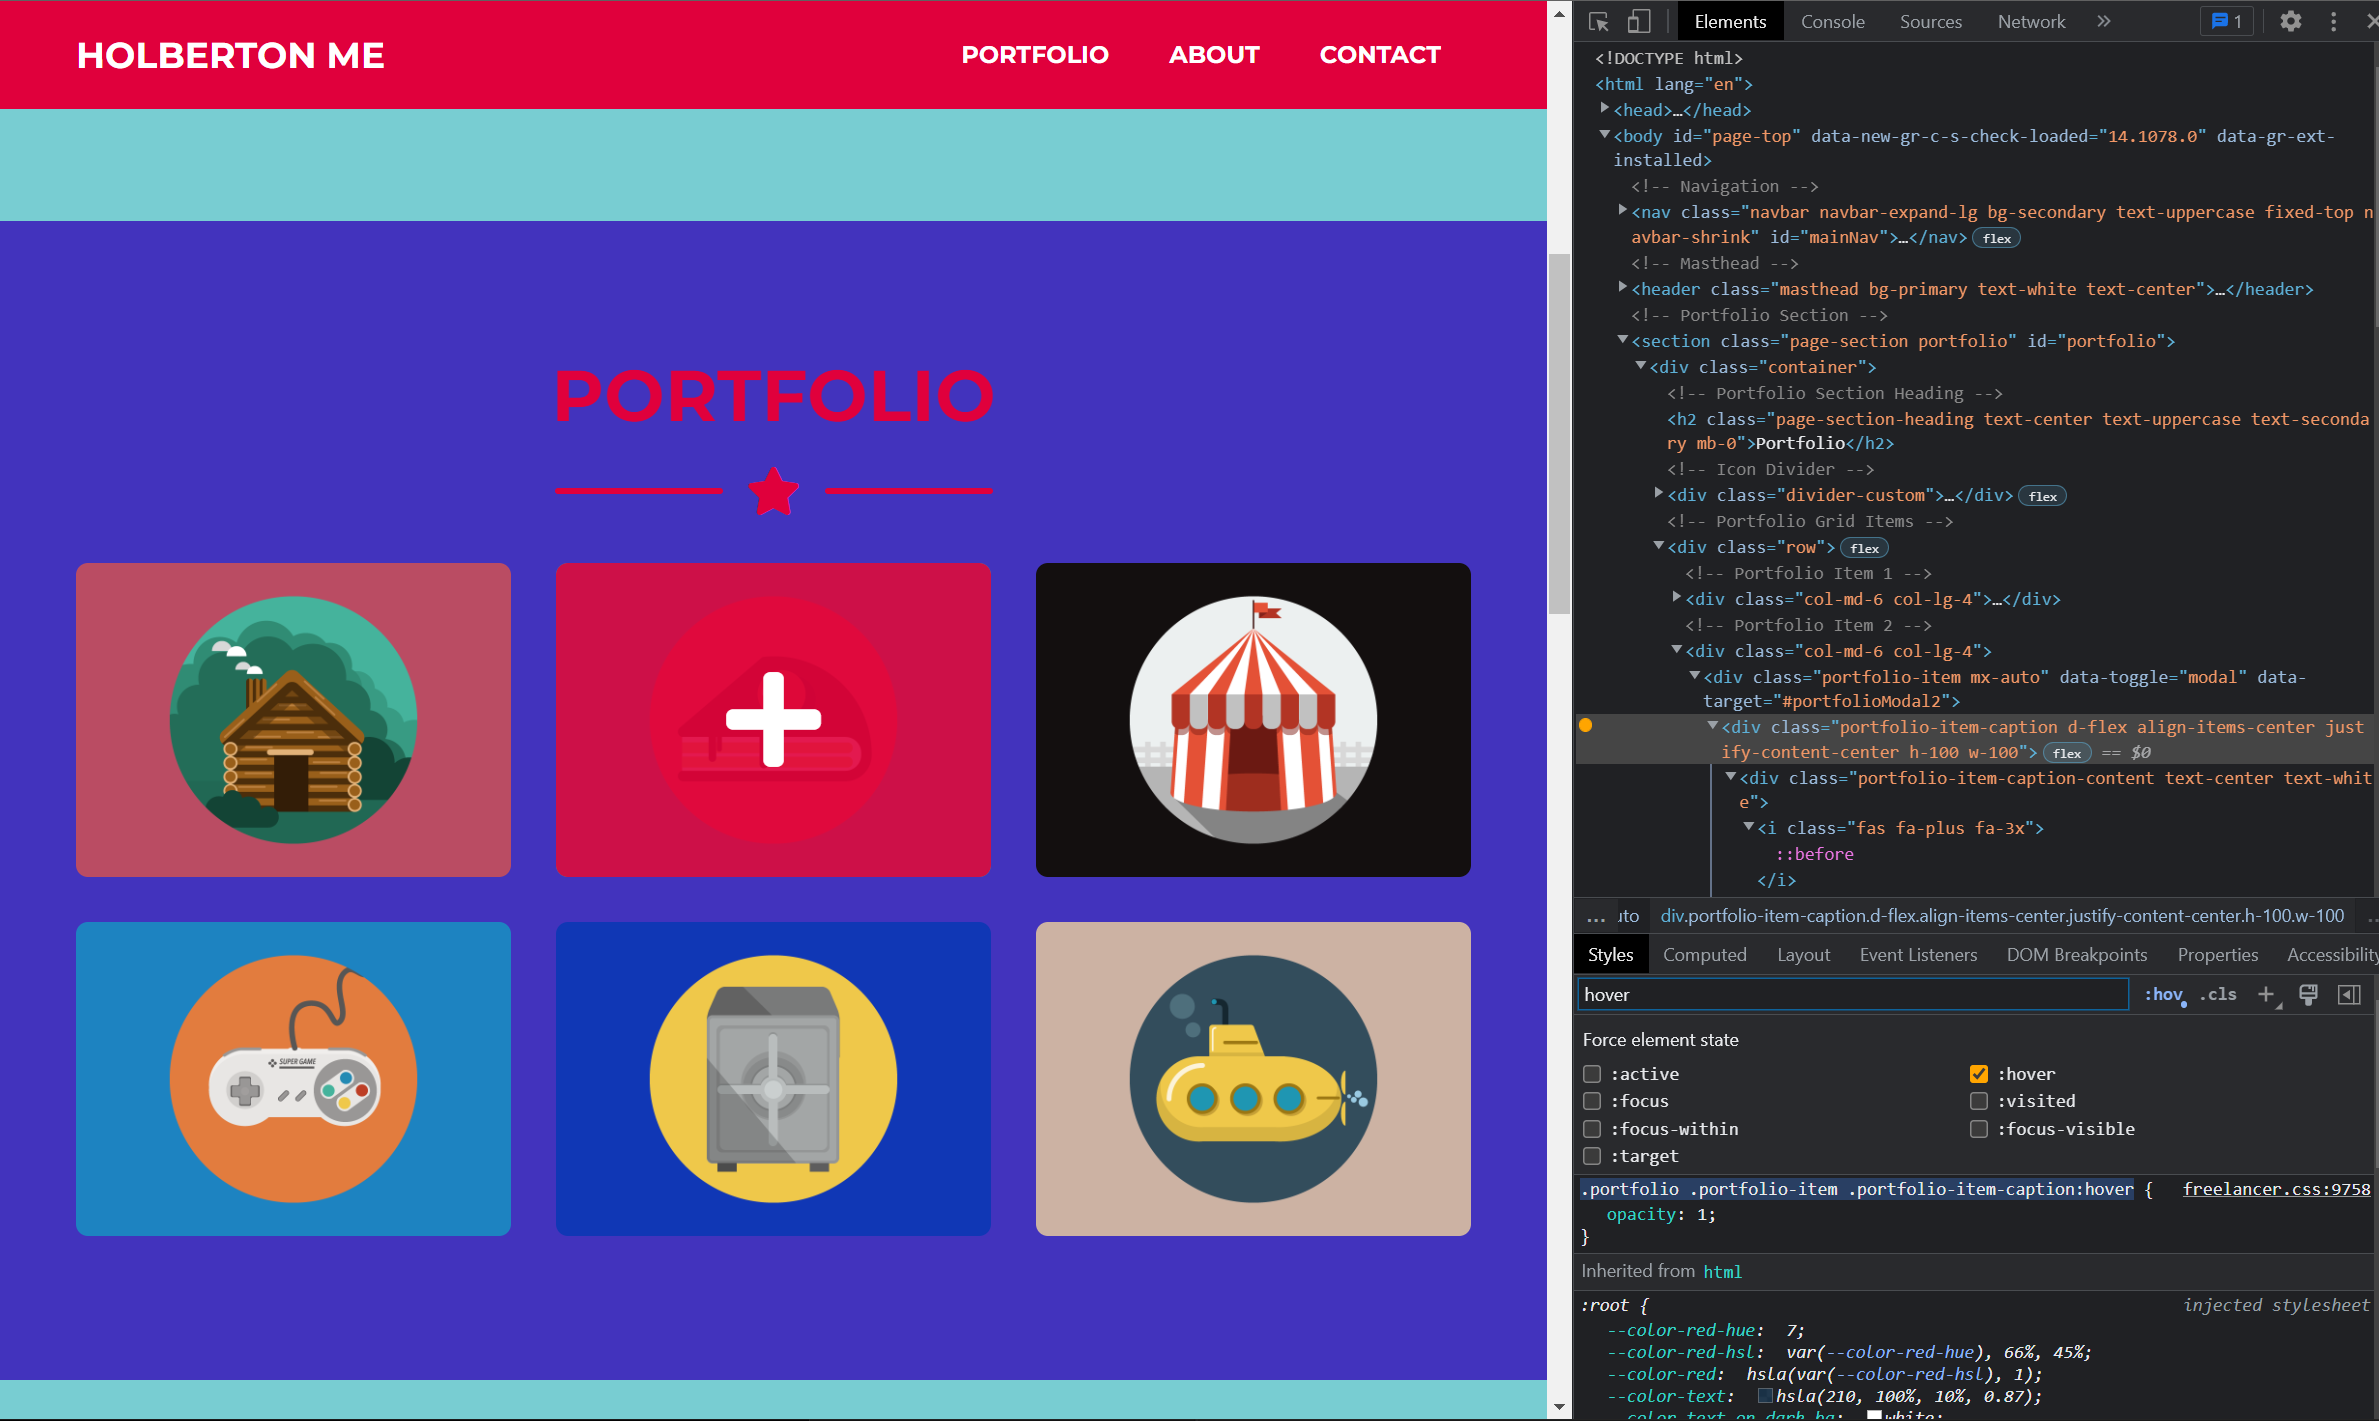 HOLBERTON ME
PORTFOLIO ABOUT CONTACT
PORTFOLIO
SUPER GAME
Elements Console Sources Network » 1
<!DOCTYPE html>
<html lang="en">
<head>…</head>
<body id="page-top" data-new-gr-c-s-check-loaded="14.1078.0" data-gr-ext-
installed>
<!-- Navigation -->
<nav class="navbar navbar-expand-lg bg-secondary text-uppercase fixed-top n
avbar-shrink" id="mainNav">…</nav> flex
<!-- Masthead -->
<header class="masthead bg-primary text-white text-center">…</header>
<!-- Portfolio Section -->
<section class="page-section portfolio" id="portfolio">
<div class="container">
<!-- Portfolio Section Heading -->
<h2 class="page-section-heading text-center text-uppercase text-seconda
ry mb-0">Portfolio</h2>
<!-- Icon Divider -->
<div class="divider-custom">…</div> flex
<!-- Portfolio Grid Items -->
<div class="row"> flex
<!-- Portfolio Item 1 -->
<div class="col-md-6 col-lg-4">…</div>
<!-- Portfolio Item 2 -->
<div class="col-md-6 col-lg-4">
<div class="portfolio-item mx-auto" data-toggle="modal" data-
target="#portfolioModal2">
<div class="portfolio-item-caption d-flex align-items-center just
ify-content-center h-100 w-100"> flex == $0
<div class="portfolio-item-caption-content text-center text-whit
e">
<i class="fas fa-plus fa-3x">
::before
</i>
… uto div.portfolio-item-caption.d-flex.align-items-center.justify-content-center.h-100.w-100 …
Styles Computed Layout Event Listeners DOM Breakpoints Properties Accessibility
hover :hov .cls
Force element state
:active :hover
:focus :visited
:focus-within :focus-visible
:target
.portfolio .portfolio-item .portfolio-item-caption:hover { freelancer.css:9758
opacity: 1;
}
Inherited from html
:root { injected stylesheet
--color-red-hue: 7;
--color-red-hsl: var(--color-red-hue), 66%, 45%;
--color-red: hsla(var(--color-red-hsl), 1);
--color-text: hsla(210, 100%, 10%, 0.87);
--color-text-on-dark-bg: white;